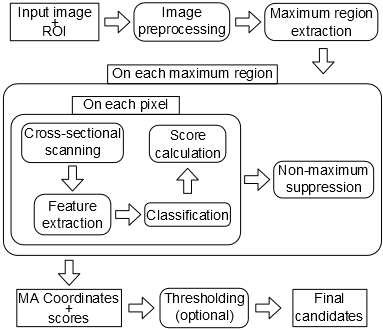 Input image
+
ROI
Image
preprocessing
Maximum region
extraction
On each maximum region
On each pixel
Cross-sectional
scanning
Score
calculation
Non-maximum
suppression
Feature
extraction
Classification
MA Coordinates
+
scores
Thresholding
(optional)
Final
candidates